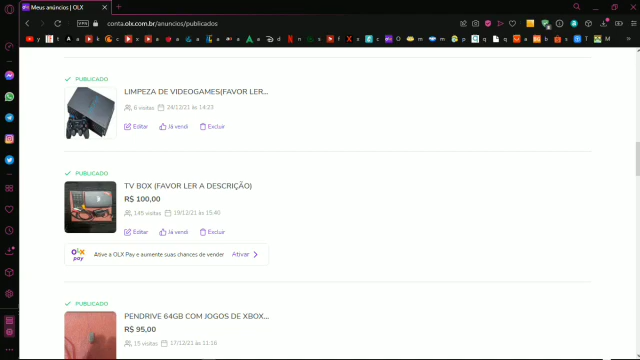 Meus anúncios | OLX
VPN
conta.olx.com.br/anuncios/publicados
PUBLICADO
LIMPEZA DE VIDEOGAMES(FAVOR LER...
6 visitas 24/12/21 às 14:23
Editar Já vendi Excluir
PUBLICADO
TV BOX (FAVOR LER A DESCRIÇÃO)
R$ 100,00
145 visitas 19/12/21 às 15:40
Editar Já vendi Excluir
OLX pay Ative a OLX Pay e aumente suas chances de vender Ativar
PUBLICADO
PENDRIVE 64GB COM JOGOS DE XBOX...
R$ 95,00
15 visitas 17/12/21 às 11:16